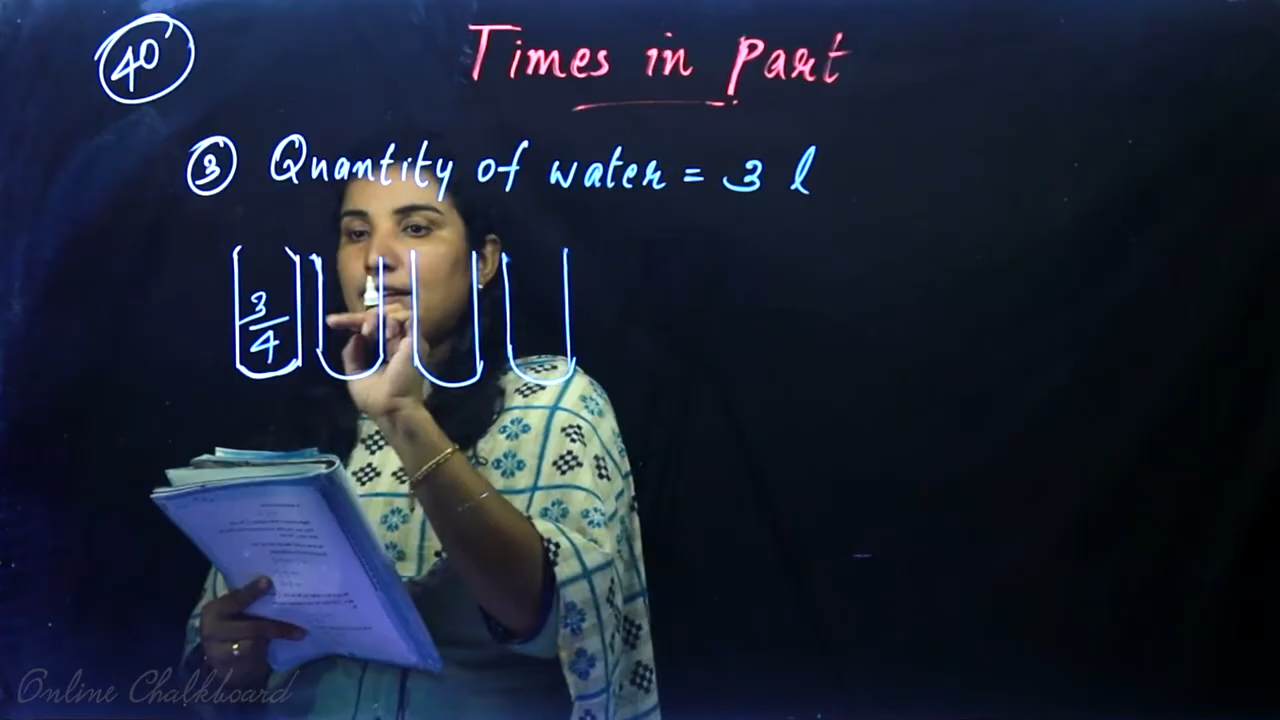 40
Times in part
3 Quantity of water = 3 l
3/4
Online Chalkboard